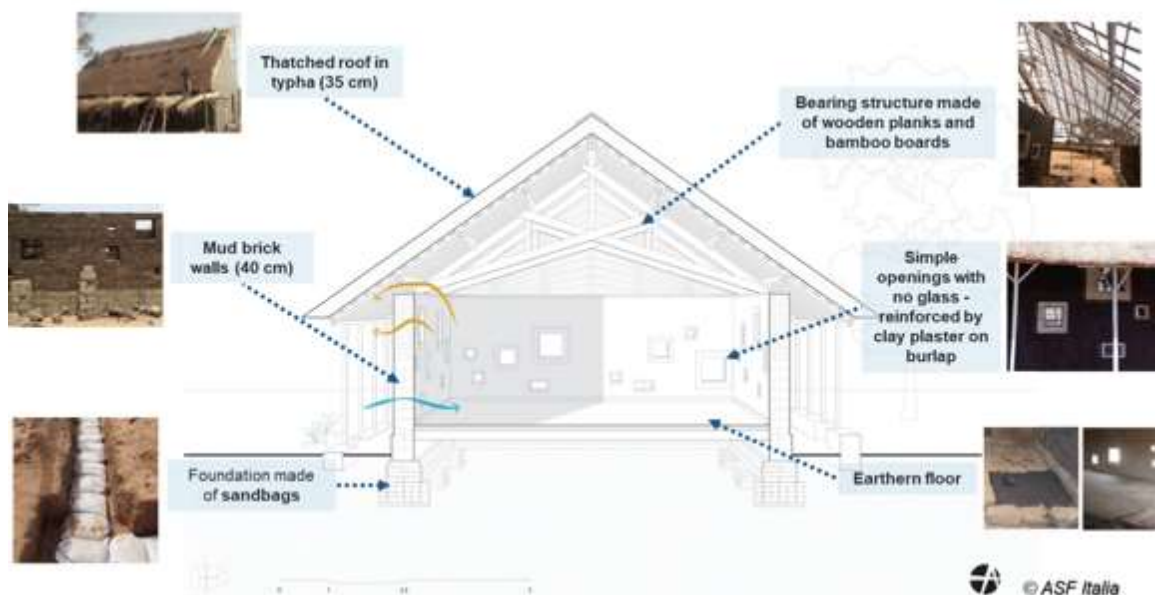 Thatched roof in
typha (35 cm)
Bearing structure made
of wooden planks and
bamboo boards
Mud brick
walls (40 cm)
Simple
openings with
no glass -
reinforced by
clay plaster on
burlap
Foundation made
of sandbags
Earthern floor
© ASF Italia